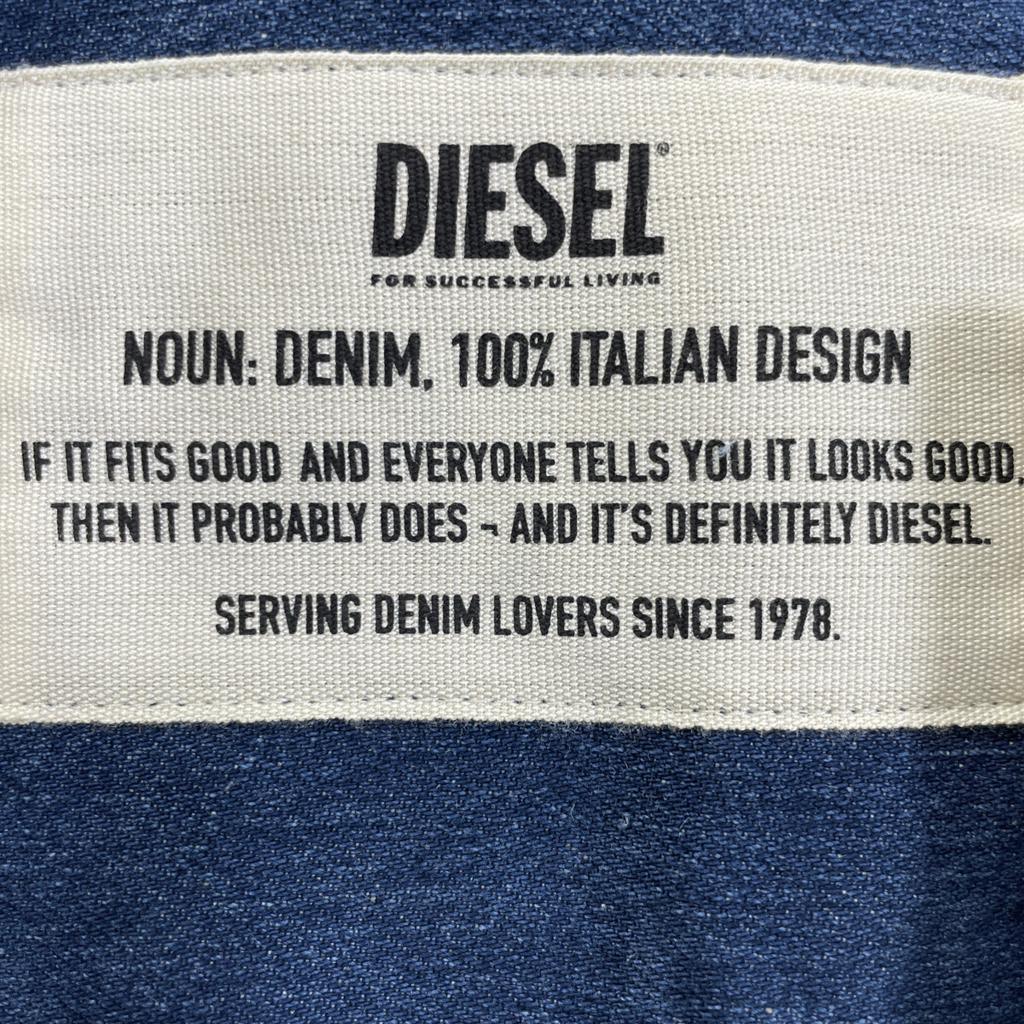 DIESEL®
FOR SUCCESSFUL LIVING
NOUN: DENIM, 100% ITALIAN DESIGN
IF IT FITS GOOD AND EVERYONE TELLS YOU IT LOOKS GOOD,
THEN IT PROBABLY DOES ¬ AND IT'S DEFINITELY DIESEL.
SERVING DENIM LOVERS SINCE 1978.